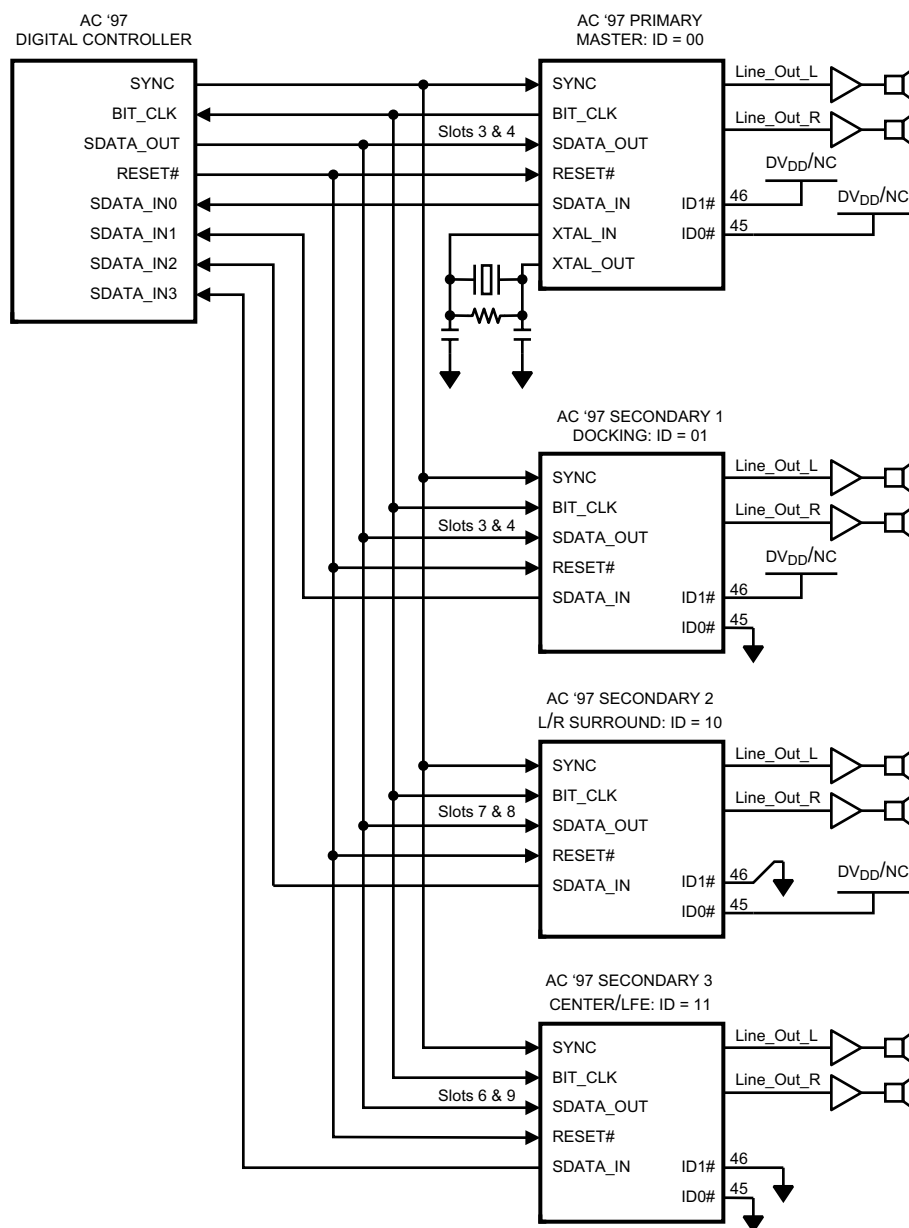 AC ‘97
DIGITAL CONTROLLER
SYNC
BIT_CLK
SDATA_OUT
RESET#
SDATA_IN0
SDATA_IN1
SDATA_IN2
SDATA_IN3
AC ‘97 PRIMARY
MASTER: ID = 00
Slots 3 & 4
SYNC
BIT_CLK
SDATA_OUT
RESET#
SDATA_IN
XTAL_IN
XTAL_OUT
ID1#
ID0#
46
45
Line_Out_L
Line_Out_R
DVDD/NC
DVDD/NC
AC ‘97 SECONDARY 1
DOCKING: ID = 01
Slots 3 & 4
SYNC
BIT_CLK
SDATA_OUT
RESET#
SDATA_IN
ID1#
ID0#
46
45
Line_Out_L
Line_Out_R
DVDD/NC
AC ‘97 SECONDARY 2
L/R SURROUND: ID = 10
Slots 7 & 8
SYNC
BIT_CLK
SDATA_OUT
RESET#
SDATA_IN
ID1#
ID0#
46
45
Line_Out_L
Line_Out_R
DVDD/NC
AC ‘97 SECONDARY 3
CENTER/LFE: ID = 11
Slots 6 & 9
SYNC
BIT_CLK
SDATA_OUT
RESET#
SDATA_IN
ID1#
ID0#
46
45
Line_Out_L
Line_Out_R